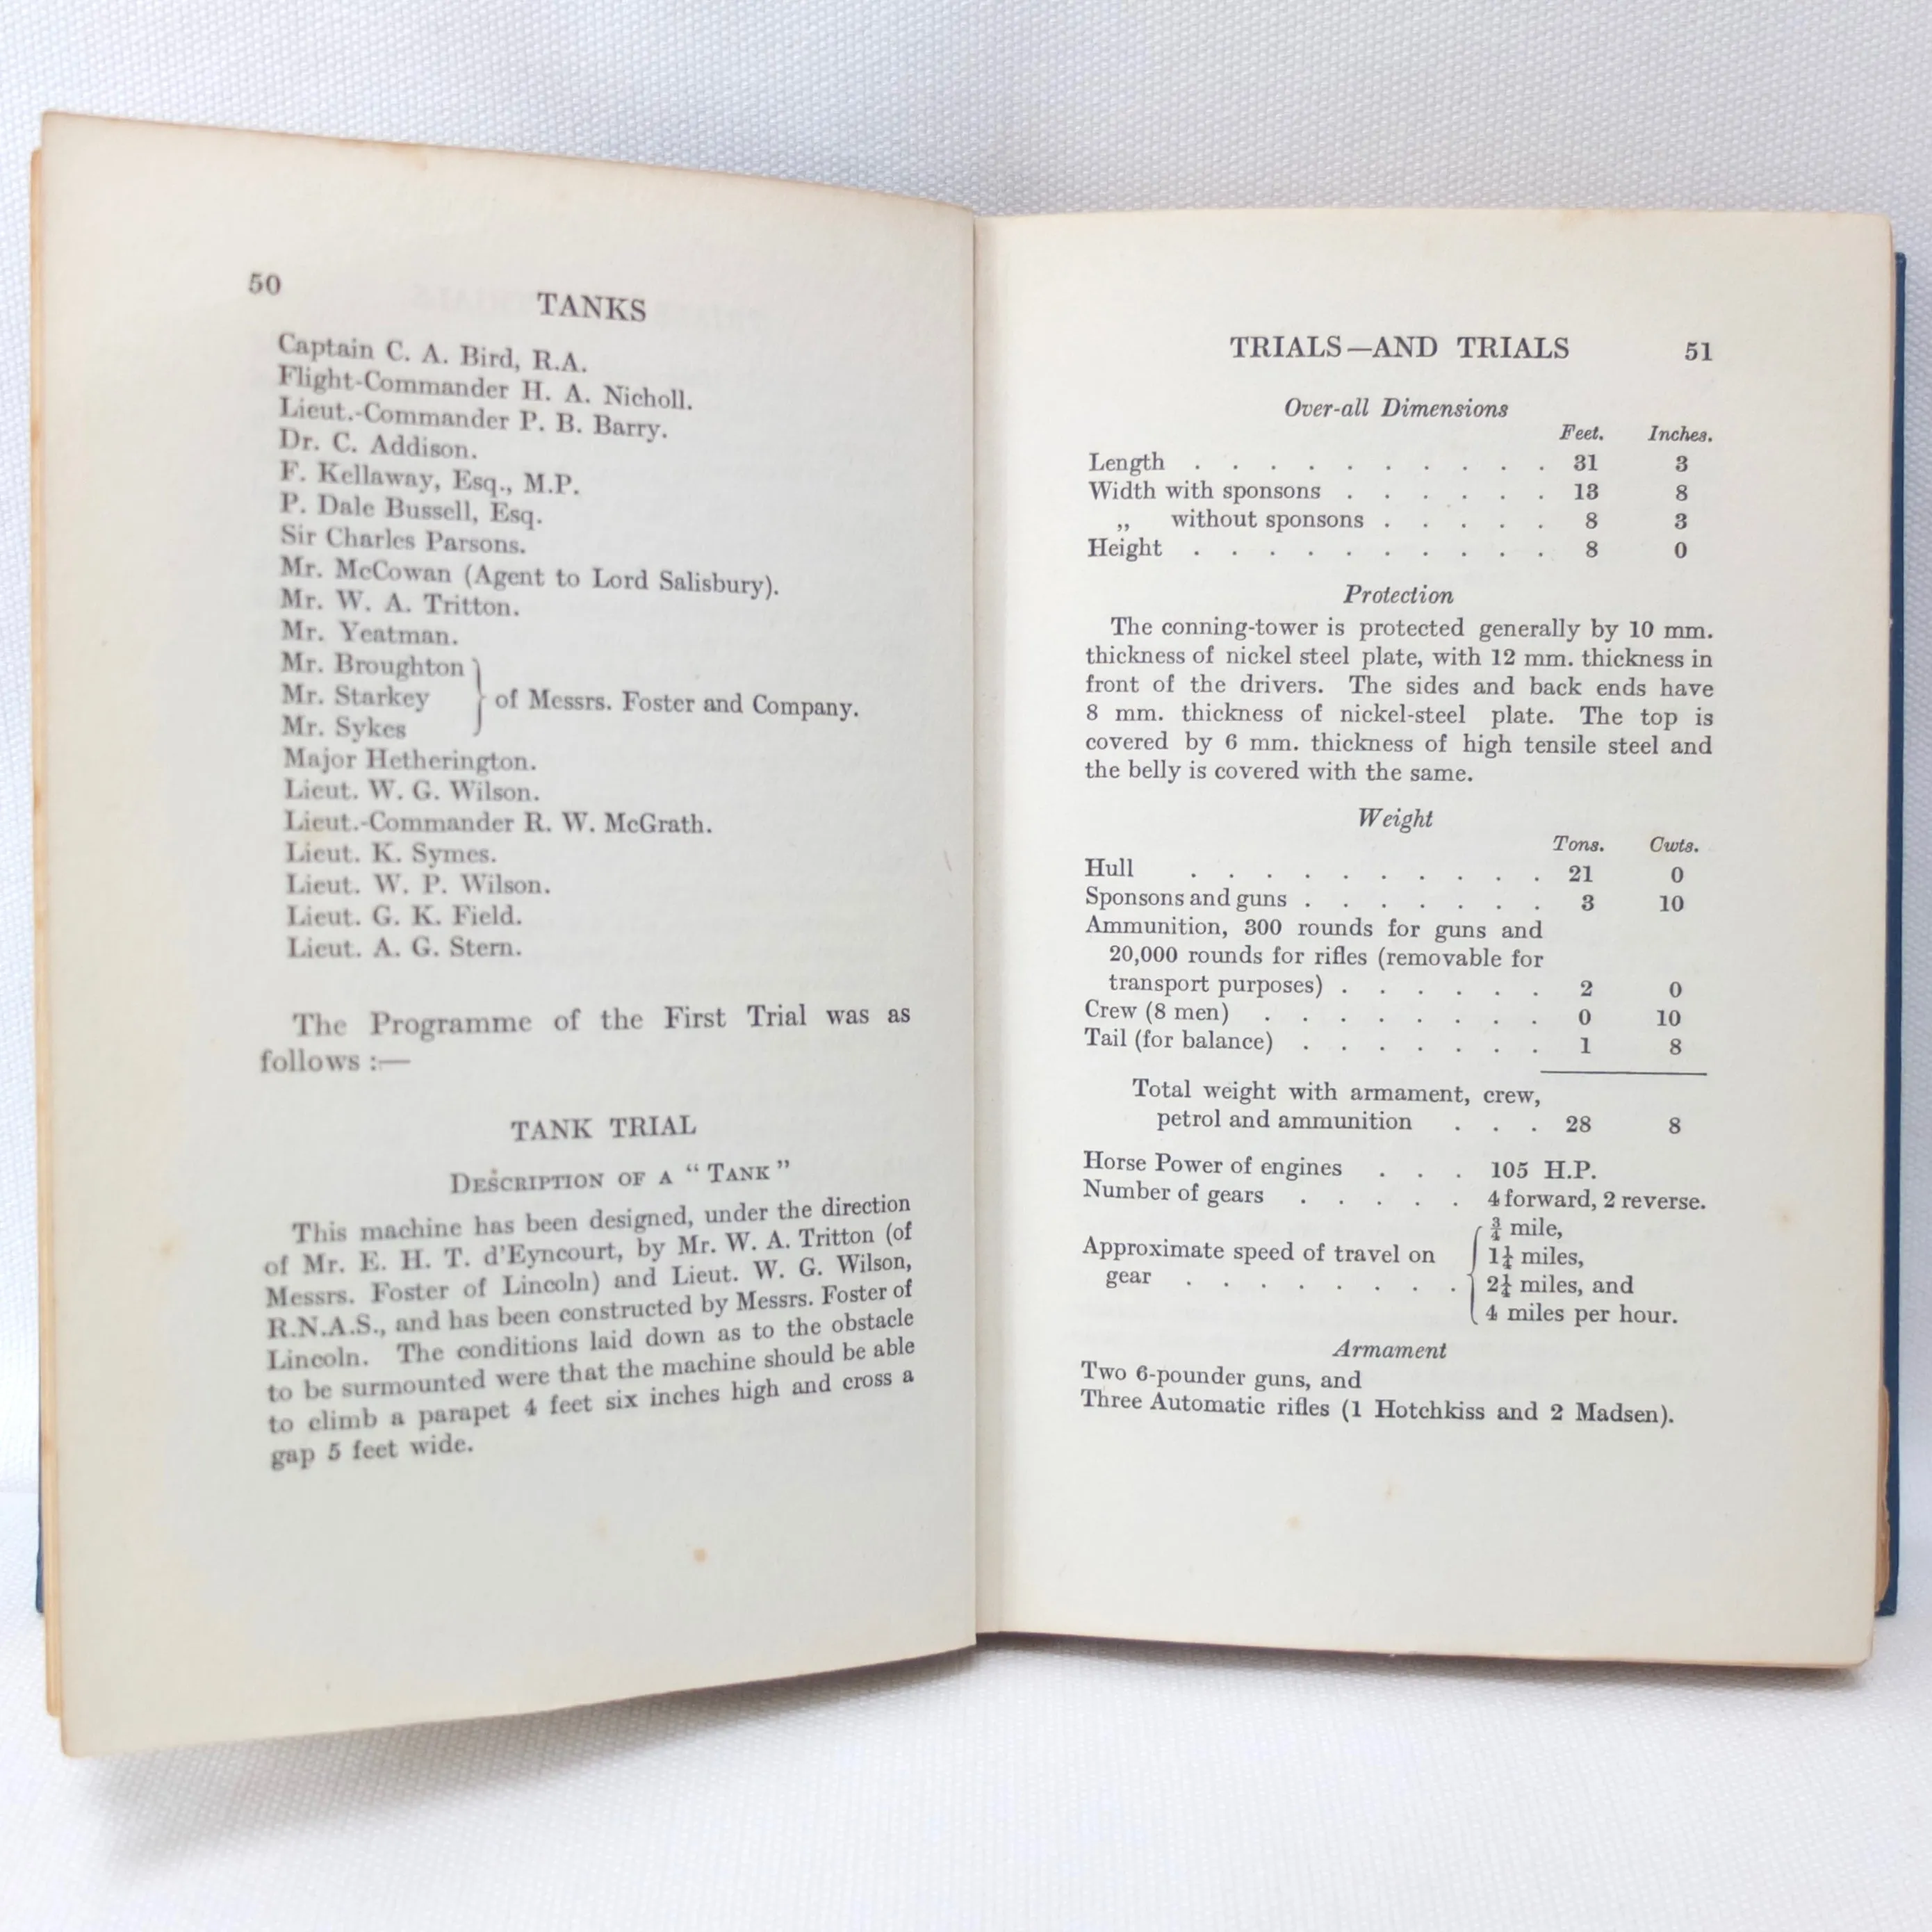 50
TANKS
Captain C. A. Bird, R.A.
Flight-Commander H. A. Nicholl.
Lieut.-Commander P. B. Barry.
Dr. C. Addison.
F. Kellaway, Esq., M.P.
P. Dale Bussell, Esq.
Sir Charles Parsons.
Mr. McCowan (Agent to Lord Salisbury).
Mr. W. A. Tritton.
Mr. Yeatman.
Mr. Broughton
Mr. Starkey } of Messrs. Foster and Company.
Mr. Sykes
Major Hetherington.
Lieut. W. G. Wilson.
Lieut.-Commander R. W. McGrath.
Lieut. K. Symes.
Lieut. W. P. Wilson.
Lieut. G. K. Field.
Lieut. A. G. Stern.
The Programme of the First Trial was as
follows :—
TANK TRIAL
DESCRIPTION OF A “ TANK ”
This machine has been designed, under the direction
of Mr. E. H. T. d'Eyncourt, by Mr. W. A. Tritton (of
Messrs. Foster of Lincoln) and Lieut. W. G. Wilson,
R.N.A.S., and has been constructed by Messrs. Foster of
Lincoln. The conditions laid down as to the obstacle
to be surmounted were that the machine should be able
to climb a parapet 4 feet six inches high and cross a
gap 5 feet wide.
TRIALS—AND TRIALS 51
Over-all Dimensions
Feet. Inches.
Length . . . . . . . . . . 31 3
Width with sponsons . . . . . . 13 8
„ without sponsons . . . . . 8 3
Height . . . . . . . . . . 8 0
Protection
The conning-tower is protected generally by 10 mm.
thickness of nickel steel plate, with 12 mm. thickness in
front of the drivers. The sides and back ends have
8 mm. thickness of nickel-steel plate. The top is
covered by 6 mm. thickness of high tensile steel and
the belly is covered with the same.
Weight
Tons. Cwts.
Hull . . . . . . . . . . 21 0
Sponsons and guns . . . . . . . 3 10
Ammunition, 300 rounds for guns and
20,000 rounds for rifles (removable for
transport purposes) . . . . . . 2 0
Crew (8 men) . . . . . . . . 0 10
Tail (for balance) . . . . . . . 1 8
Total weight with armament, crew,
petrol and ammunition . . . 28 8
Horse Power of engines . . . 105 H.P.
Number of gears . . . . . 4 forward, 2 reverse.
¾ mile,
Approximate speed of travel on { 1¼ miles,
gear . . . . . . . . 2¼ miles, and
4 miles per hour.
Armament
Two 6-pounder guns, and
Three Automatic rifles (1 Hotchkiss and 2 Madsen).